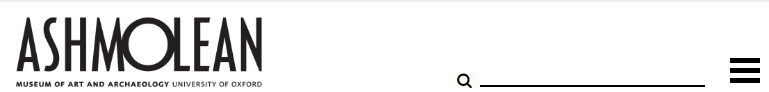 ASHMOLEAN
MUSEUM OF ART AND ARCHAEOLOGY UNIVERSITY OF OXFORD